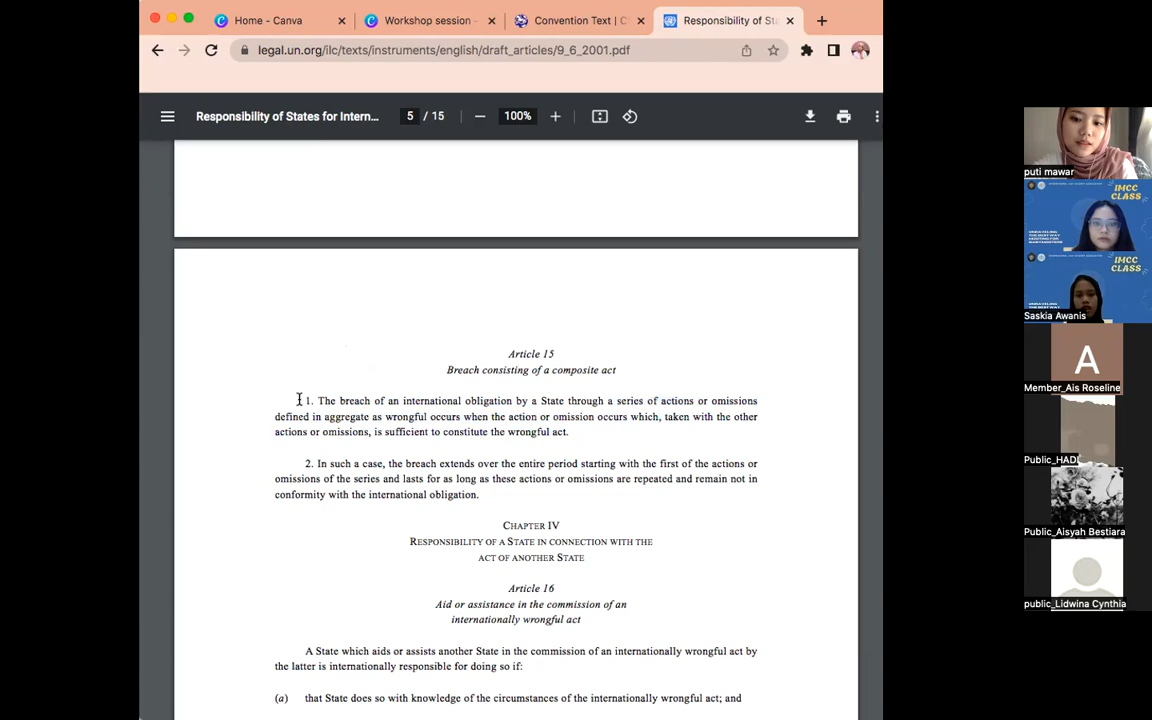 Home - Canva
Workshop session -
Convention Text | C
Responsibility of Sta
legal.un.org/ilc/texts/instruments/english/draft_articles/9_6_2001.pdf
Responsibility of States for Intern...
5 / 15
100%
Article 15
Breach consisting of a composite act
1. The breach of an international obligation by a State through a series of actions or omissions
defined in aggregate as wrongful occurs when the action or omission occurs which, taken with the other
actions or omissions, is sufficient to constitute the wrongful act.
2. In such a case, the breach extends over the entire period starting with the first of the actions or
omissions of the series and lasts for as long as these actions or omissions are repeated and remain not in
conformity with the international obligation.
CHAPTER IV
RESPONSIBILITY OF A STATE IN CONNECTION WITH THE
ACT OF ANOTHER STATE
Article 16
Aid or assistance in the commission of an
internationally wrongful act
A State which aids or assists another State in the commission of an internationally wrongful act by
the latter is internationally responsible for doing so if:
(a) that State does so with knowledge of the circumstances of the internationally wrongful act; and
puti mawar
IMCC
CLASS
IMCC
CLASS
Saskia Awanis
A
Member_Ais Roseline
Public_HADI
Public_Aisyah Bestiara
public_Lidwina Cynthia